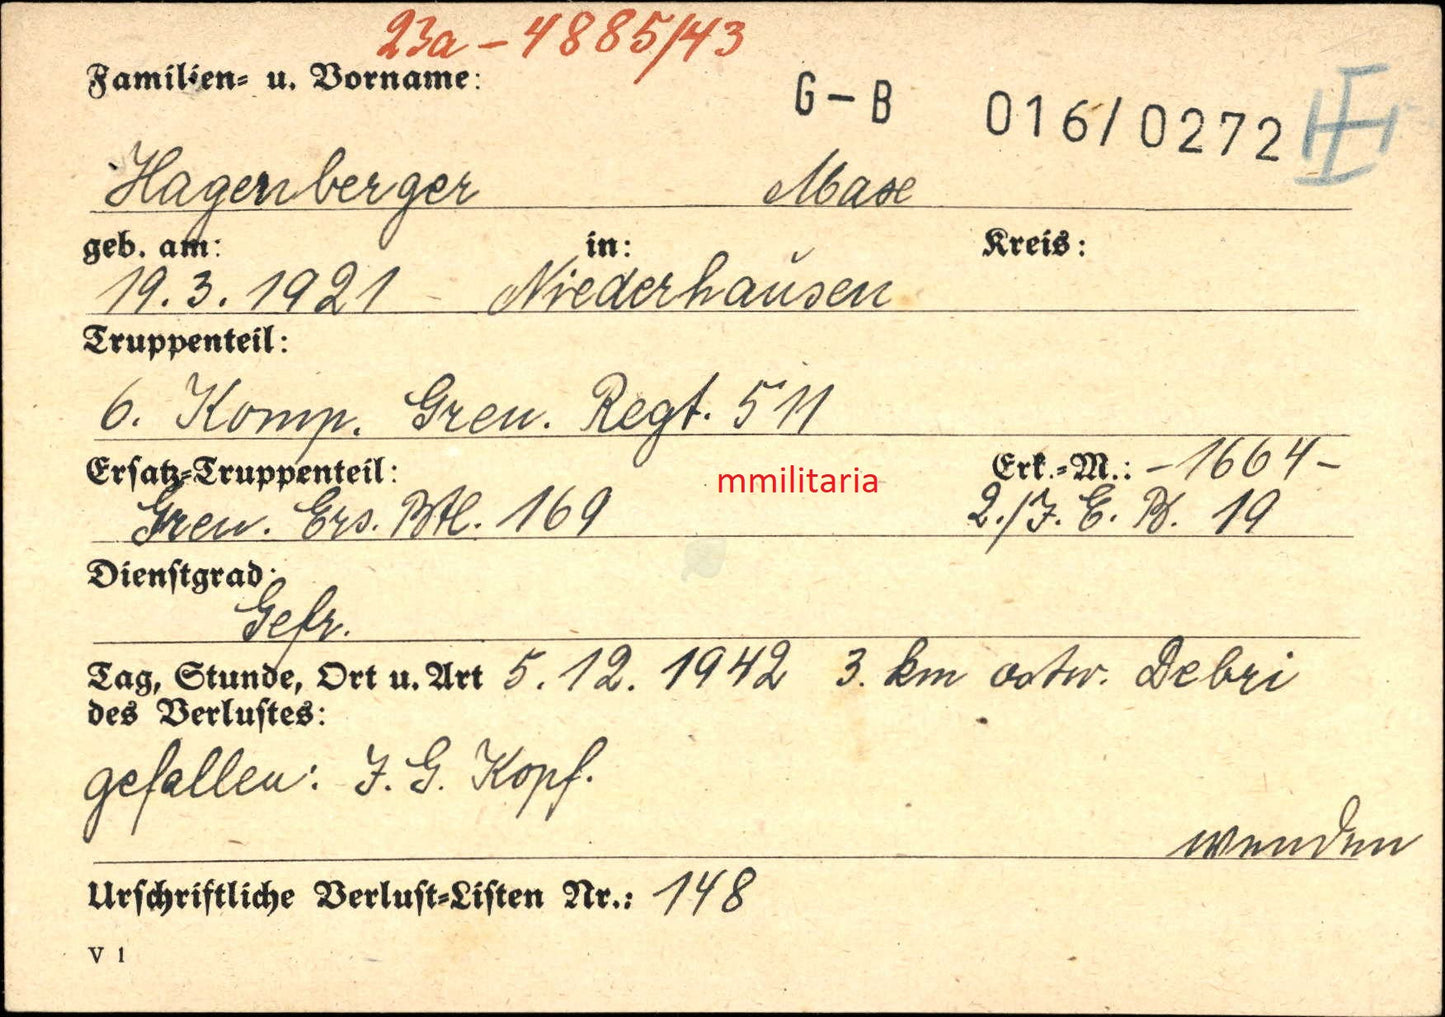 23a - 4885/43
Familien- u. Vorname:
G-B 016/0272
Hagenberger Max
geb. am: in: Kreis:
19.3.1921 Niederhausen
Truppenteil:
6. Komp. Gren. Regt. 511
Ersatz-Truppenteil: mmilitaria Erk.-M.: -1664-
Gren. Ers. Btl. 169 2./J. E. B. 19
Dienstgrad:
Gefr.
Tag, Stunde, Ort u. Art 5.12.1942 3. km ostw. Debri
des Verlustes:
gefallen: J. G. Kopf.
wenden
Urschriftliche Verlust-Listen Nr.: 148
V 1